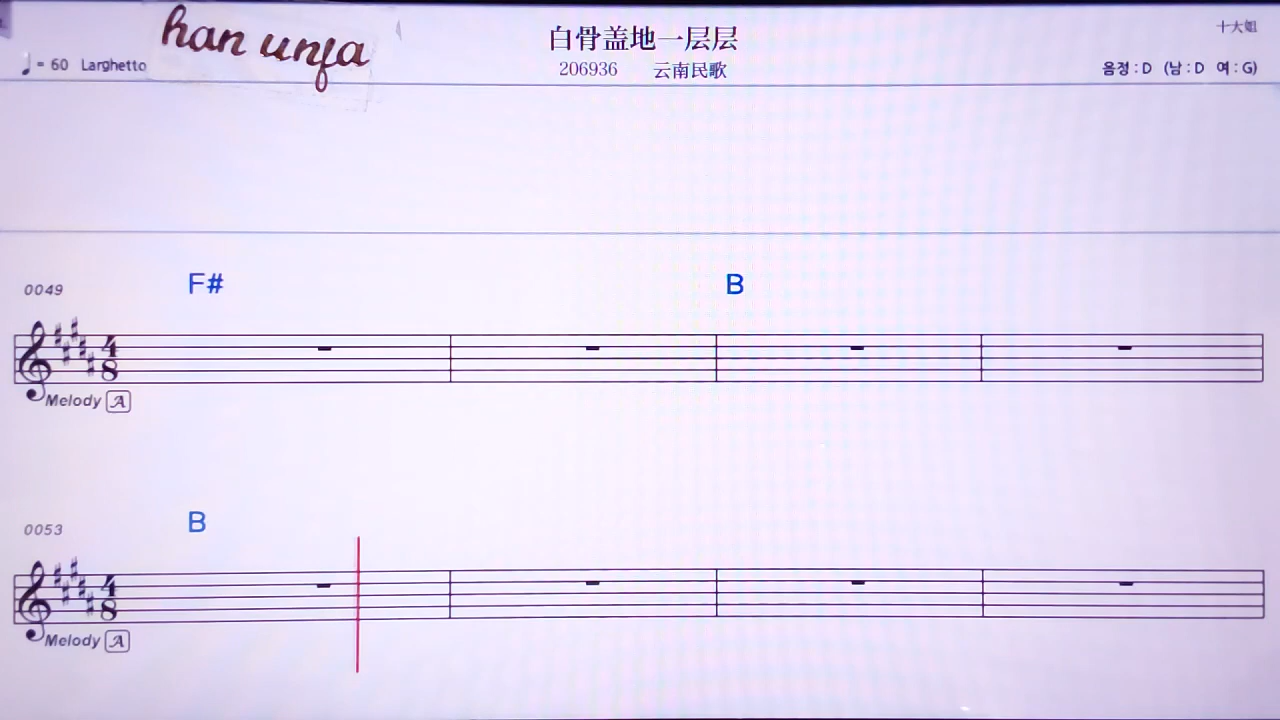 han unfa
白骨盖地一层层
十大姐
♩= 60 Larghetto
206936 云南民歌
음정 : D (남 : D 여 : G)
0049
F# B
4
8
Melody A
0053
B
4
8
Melody A